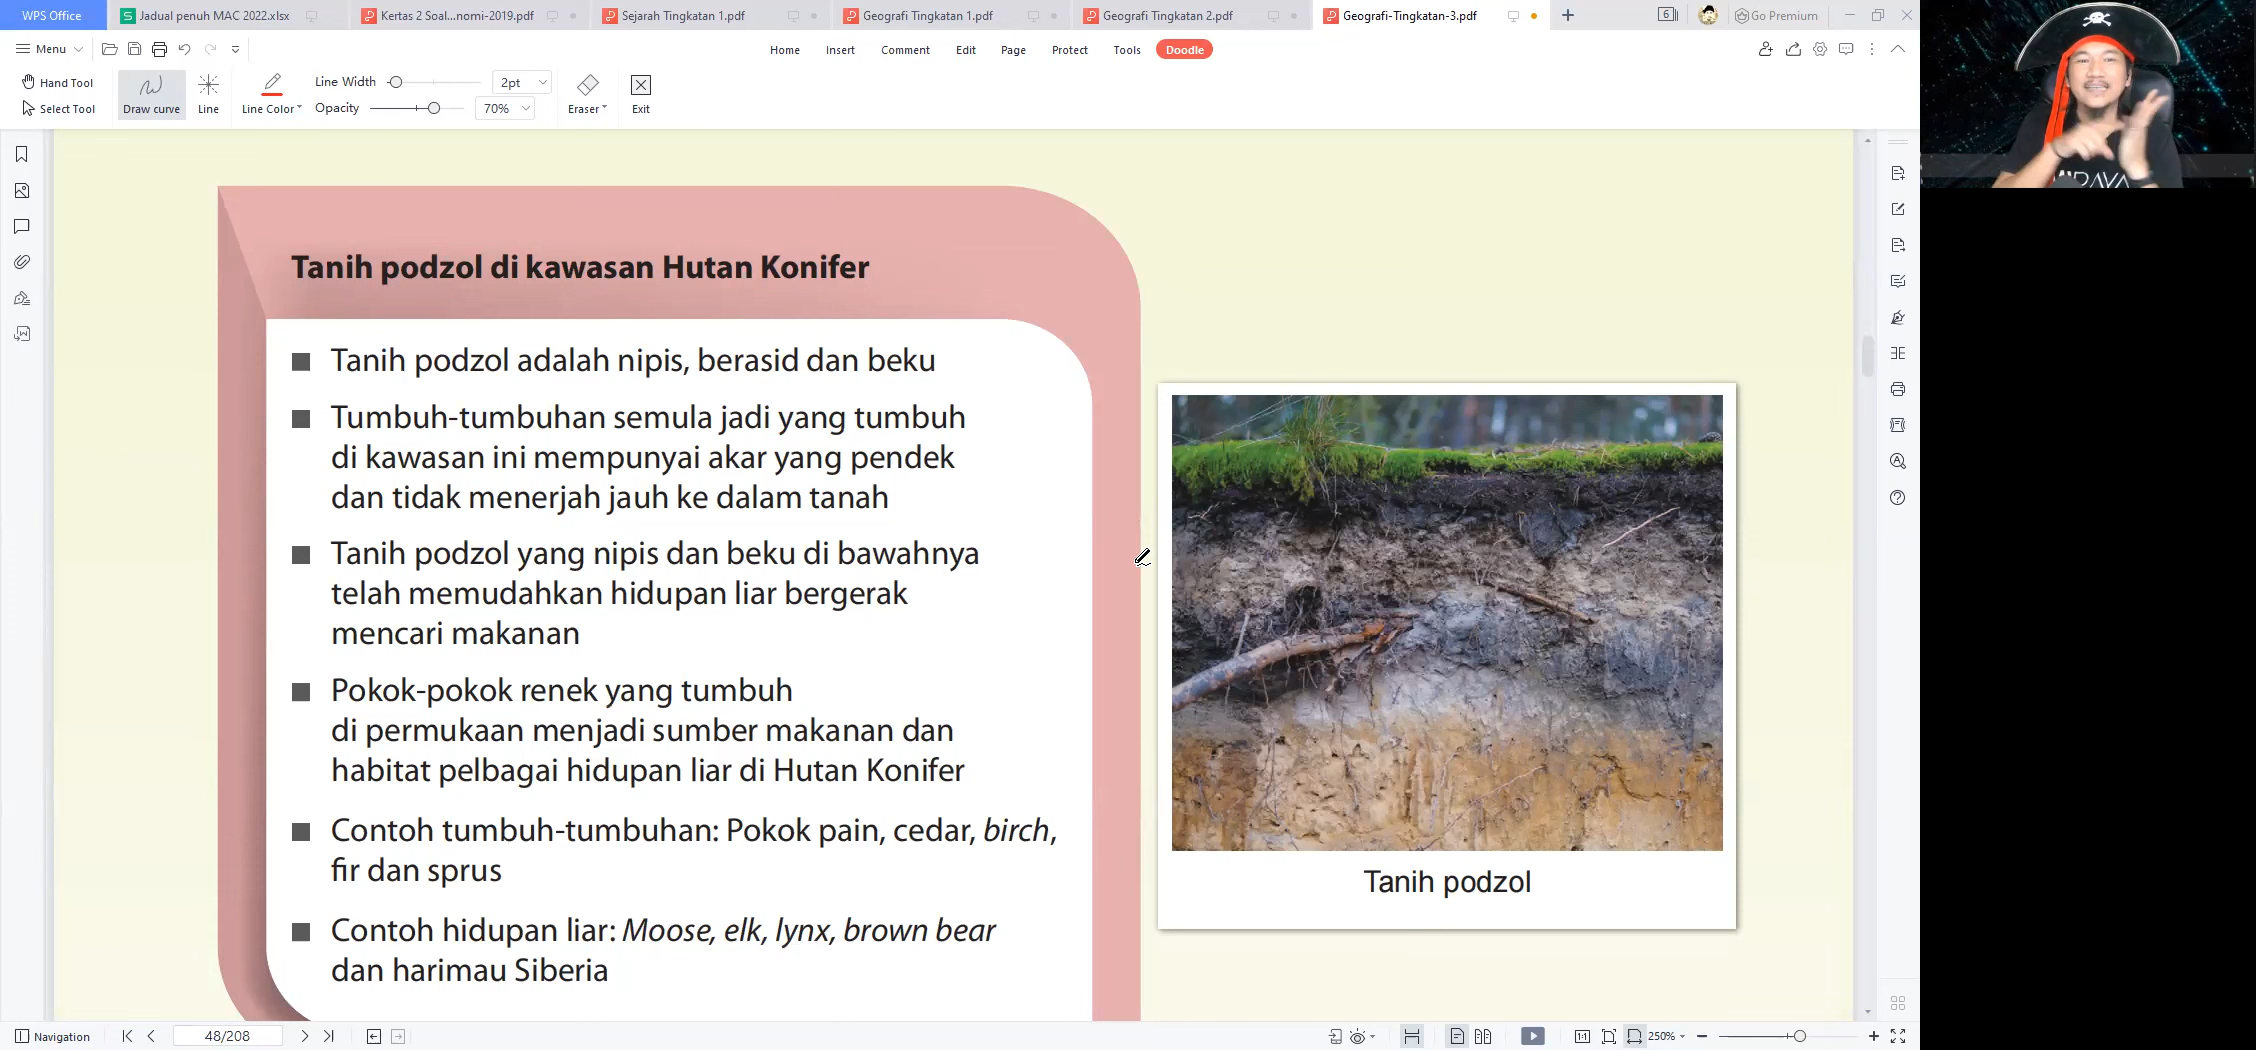 WPS Office
Jadual penuh MAC 2022.xlsx
Kertas 2 Soal...nomi-2019.pdf
Sejarah Tingkatan 1.pdf
Geografi Tingkatan 1.pdf
Geografi Tingkatan 2.pdf
Geografi-Tingkatan-3.pdf
6
Go Premium
Menu
Home
Insert
Comment
Edit
Page
Protect
Tools
Doodle
Hand Tool
Select Tool
Draw curve
Line
Line Color
Line Width
2pt
Opacity
70%
Eraser
Exit
Tanih podzol di kawasan Hutan Konifer
Tanih podzol adalah nipis, berasid dan beku
Tumbuh-tumbuhan semula jadi yang tumbuh
di kawasan ini mempunyai akar yang pendek
dan tidak menerjah jauh ke dalam tanah
Tanih podzol yang nipis dan beku di bawahnya
telah memudahkan hidupan liar bergerak
mencari makanan
Pokok-pokok renek yang tumbuh
di permukaan menjadi sumber makanan dan
habitat pelbagai hidupan liar di Hutan Konifer
Contoh tumbuh-tumbuhan: Pokok pain, cedar, birch,
fir dan sprus
Contoh hidupan liar: Moose, elk, lynx, brown bear
dan harimau Siberia
Tanih podzol
Navigation
48/208
1:1
250%